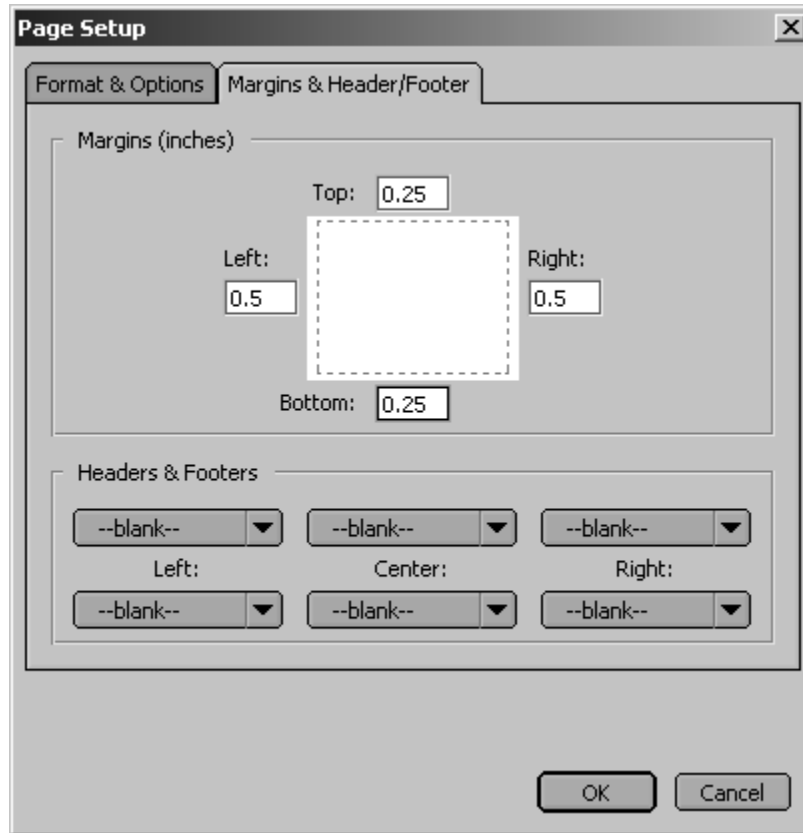 Page Setup
Format & Options Margins & Header/Footer
Margins (inches)
Top: 0.25
Left: Right:
0.5 0.5
Bottom: 0.25
Headers & Footers
--blank-- --blank-- --blank--
Left: Center: Right:
--blank-- --blank-- --blank--
OK Cancel